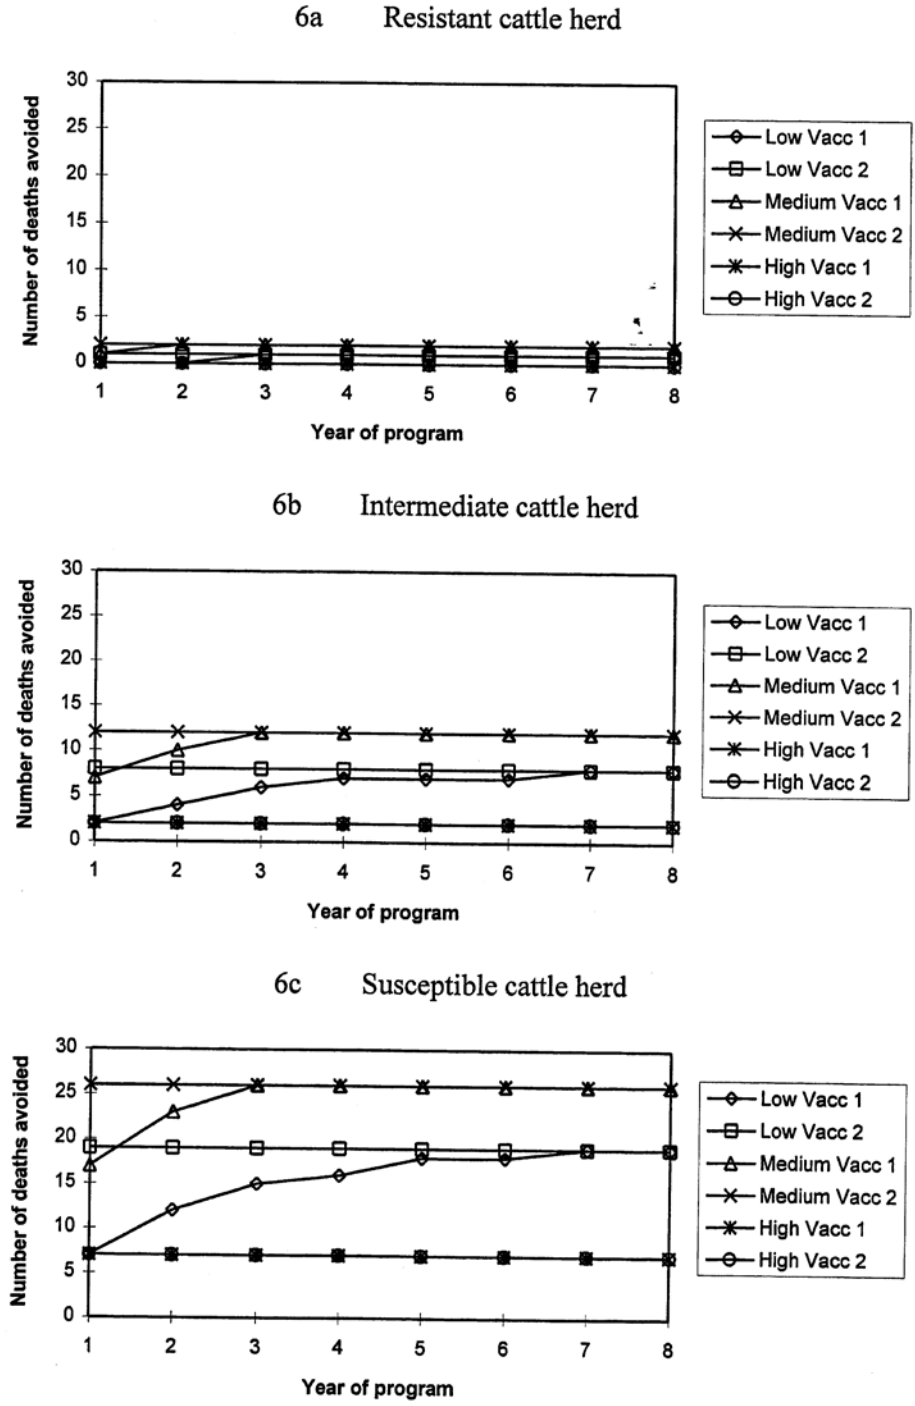 6a Resistant cattle herd
Number of deaths avoided
30
25
20
15
10
5
0
1 2 3 4 5 6 7 8
Year of program
Low Vacc 1
Low Vacc 2
Medium Vacc 1
Medium Vacc 2
High Vacc 1
High Vacc 2
6b Intermediate cattle herd
Number of deaths avoided
30
25
20
15
10
5
0
1 2 3 4 5 6 7 8
Year of program
Low Vacc 1
Low Vacc 2
Medium Vacc 1
Medium Vacc 2
High Vacc 1
High Vacc 2
6c Susceptible cattle herd
Number of deaths avoided
30
25
20
15
10
5
0
1 2 3 4 5 6 7 8
Year of program
Low Vacc 1
Low Vacc 2
Medium Vacc 1
Medium Vacc 2
High Vacc 1
High Vacc 2